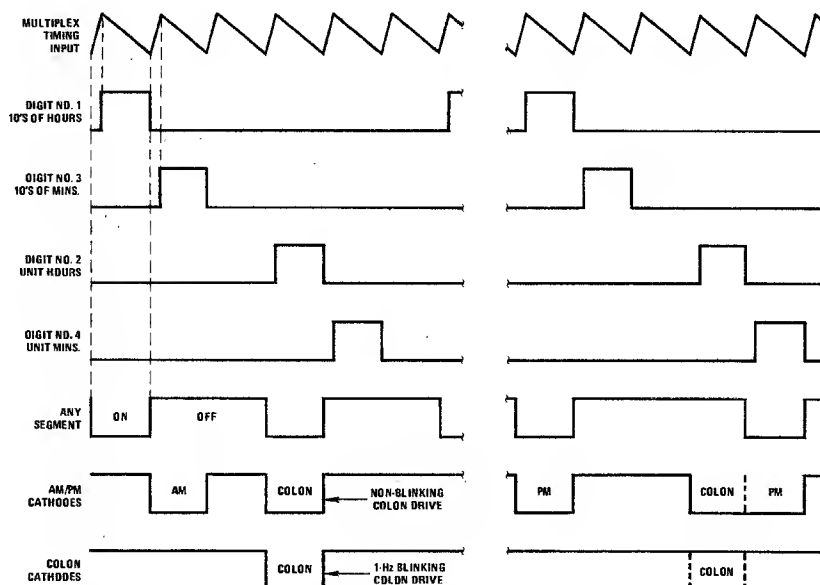 MULTIPLEX
TIMING
INPUT
DIGIT NO. 1
10'S OF HOURS
DIGIT NO. 3
10'S OF MINS.
DIGIT NO. 2
UNIT HOURS
DIGIT NO. 4
UNIT MINS.
ANY
SEGMENT
ON
OFF
AM/PM
CATHODES
AM
COLON
NON-BLINKING
COLON DRIVE
PM
COLON
PM
COLON
CATHODES
COLON
1-Hz BLINKING
COLON DRIVE
COLON